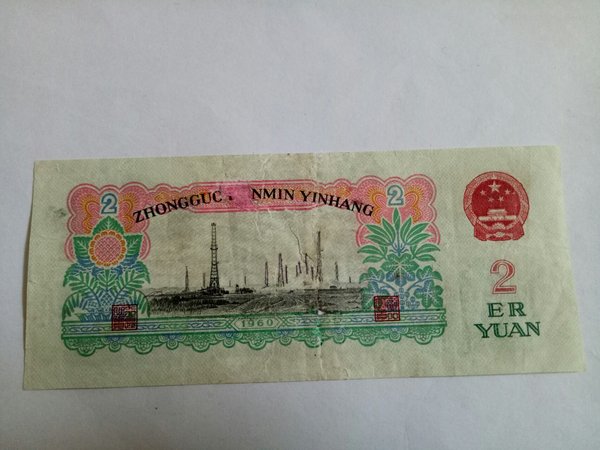 2 2
ZHONGGUC . NMIN YINHANG
1960
2
ER
YUAN